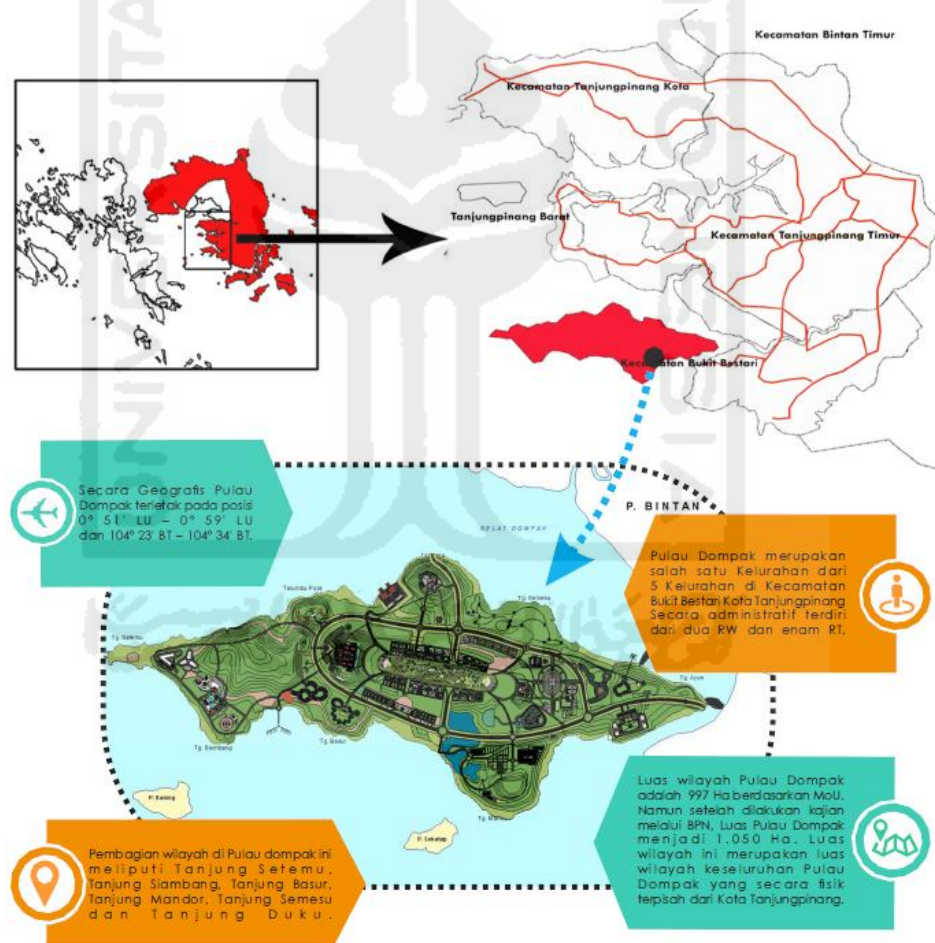 Kecamatan Bintan Timur
Kecamatan Tanjungpinang Kota
Tanjungpinang Barat
Kecamatan Tanjungpinang Timur
Kecamatan Bukit Bestari
Secara Geografis Pulau
Dompak terletak pada posisi
0° 51' LU – 0° 59' LU
dan 104° 23' BT – 104° 34' BT.
P. BINTAN
SELAT DOMPAK
Pulau Dompak merupakan
salah satu Kelurahan dari
5 Kelurahan di Kecamatan
Bukit Bestari Kota Tanjungpinang
Secara administratif terdiri
dari dua RW dan enam RT.
Tg. Siambang
Tg. Basur
Luas wilayah Pulau Dompak
adalah 997 Ha berdasarkan MoU.
Namun setelah dilakukan kajian
melalui BPN, Luas Pulau Dompak
menjadi 1.050 Ha. Luas
wilayah ini merupakan luas
wilayah keseluruhan Pulau
Dompak yang secara fisik
terpisah dari Kota Tanjungpinang.
P. Sekatap
Pembagian wilayah di Pulau dompak ini
meliputi Tanjung Setemu,
Tanjung Siambang, Tanjung Basur,
Tanjung Mandor, Tanjung Semesu
dan Tanjung Duku.